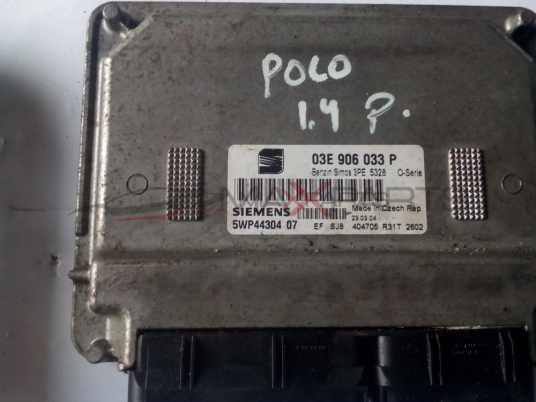 POLO
1.4 P.
03E 906 033 P
Benzin Simos 3PE 5328 O-Serie
SIEMENS
Made in Czech Rep.
23.03.04
5WP44304 07
EF SJ6 404705 R31T 2602